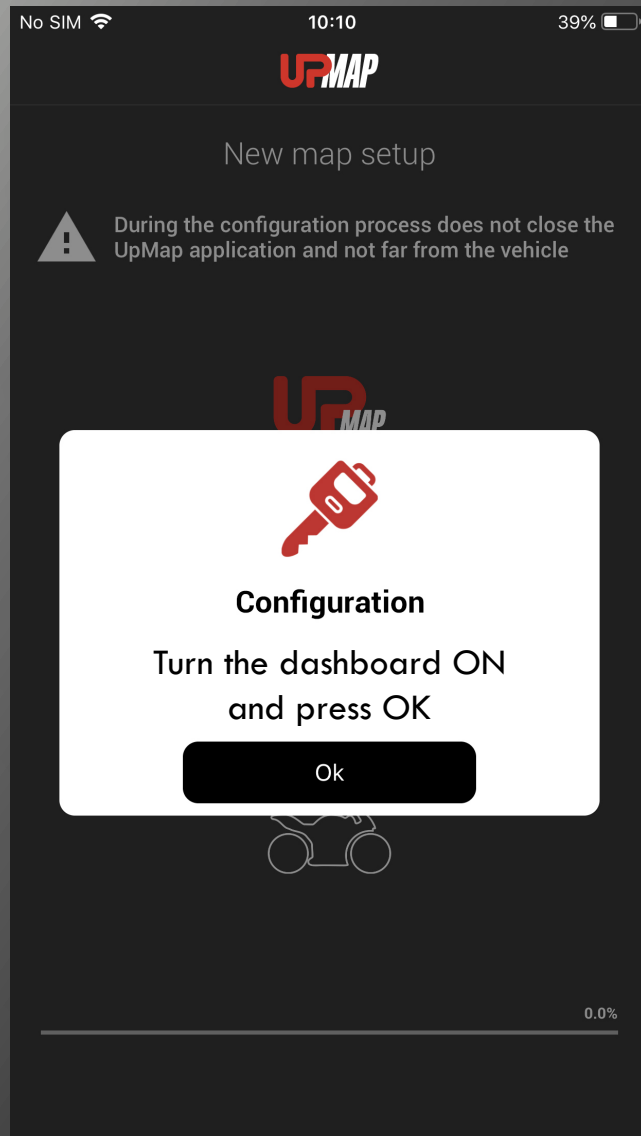 No SIM 10:10 39%
UPMAP
New map setup
During the configuration process does not close the
UpMap application and not far from the vehicle
UPMAP
Configuration
Turn the dashboard ON
and press OK
Ok
0.0%